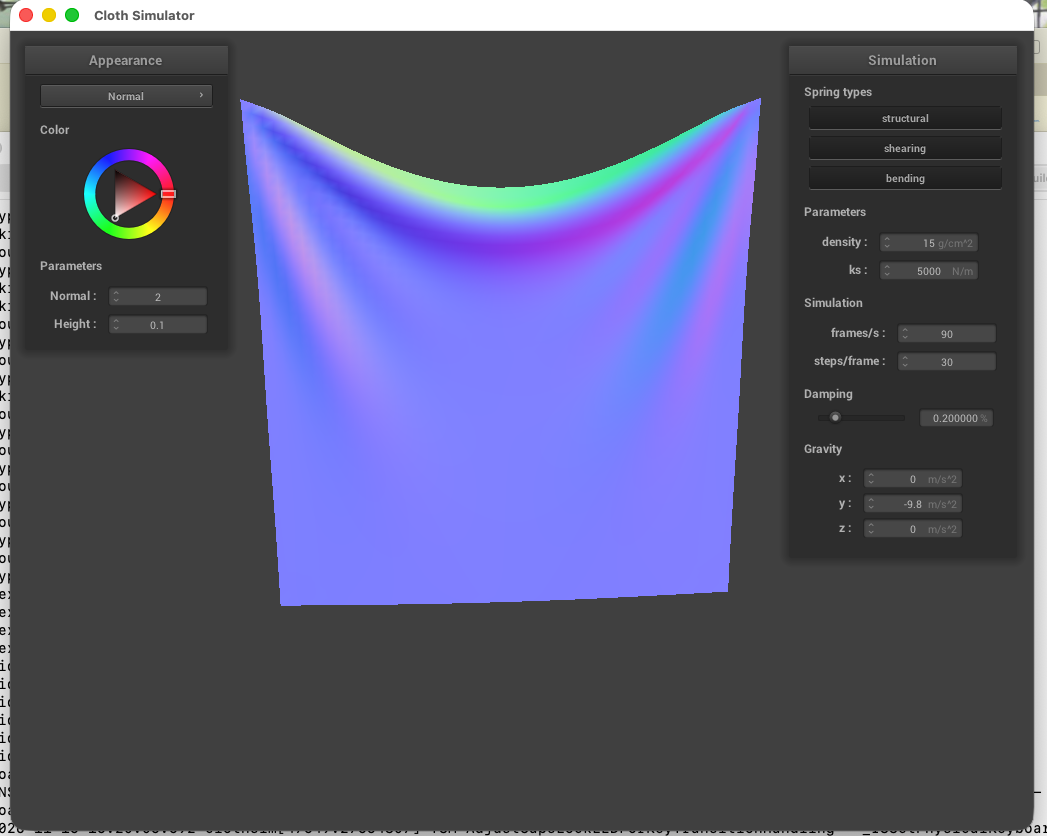 Cloth Simulator
Appearance
Normal
Color
Parameters
Normal :
2
Height :
0.1
Simulation
Spring types
structural
shearing
bending
Parameters
density :
15 g/cm^2
ks :
5000 N/m
Simulation
frames/s :
90
steps/frame :
30
Damping
0.200000 %
Gravity
x :
0 m/s^2
y :
-9.8 m/s^2
z :
0 m/s^2